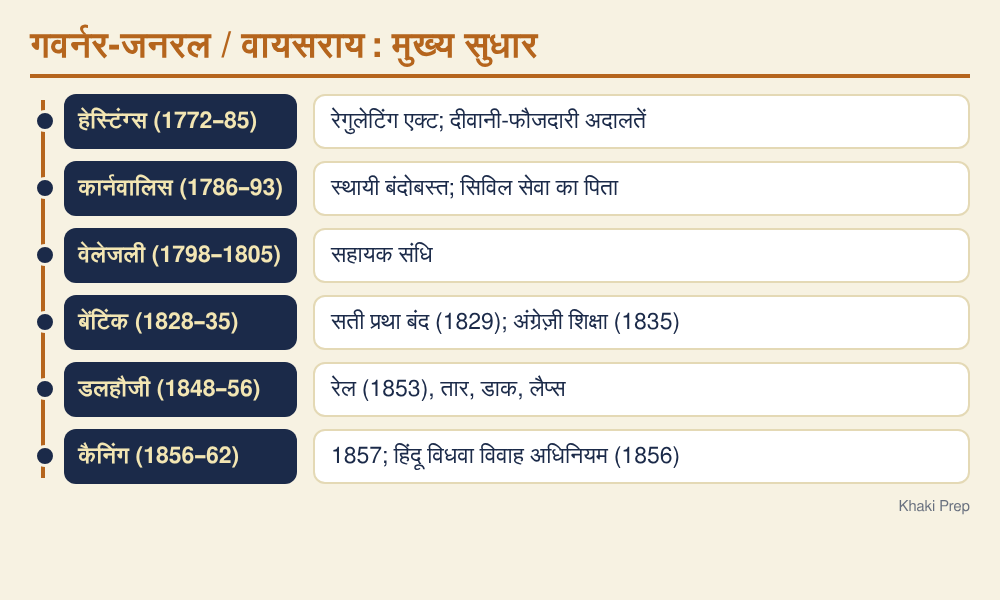 गवर्नर-जनरल / वायसराय : मुख्य सुधार
हेस्टिंग्स (1772–85) रेगुलेटिंग एक्ट; दीवानी-फौजदारी अदालतें
कार्नवालिस (1786–93) स्थायी बंदोबस्त; सिविल सेवा का पिता
वेलेजली (1798–1805) सहायक संधि
बेंटिंक (1828–35) सती प्रथा बंद (1829); अंग्रेज़ी शिक्षा (1835)
डलहौजी (1848–56) रेल (1853), तार, डाक, लैप्स
कैनिंग (1856–62) 1857; हिंदू विधवा विवाह अधिनियम (1856)
Khaki Prep